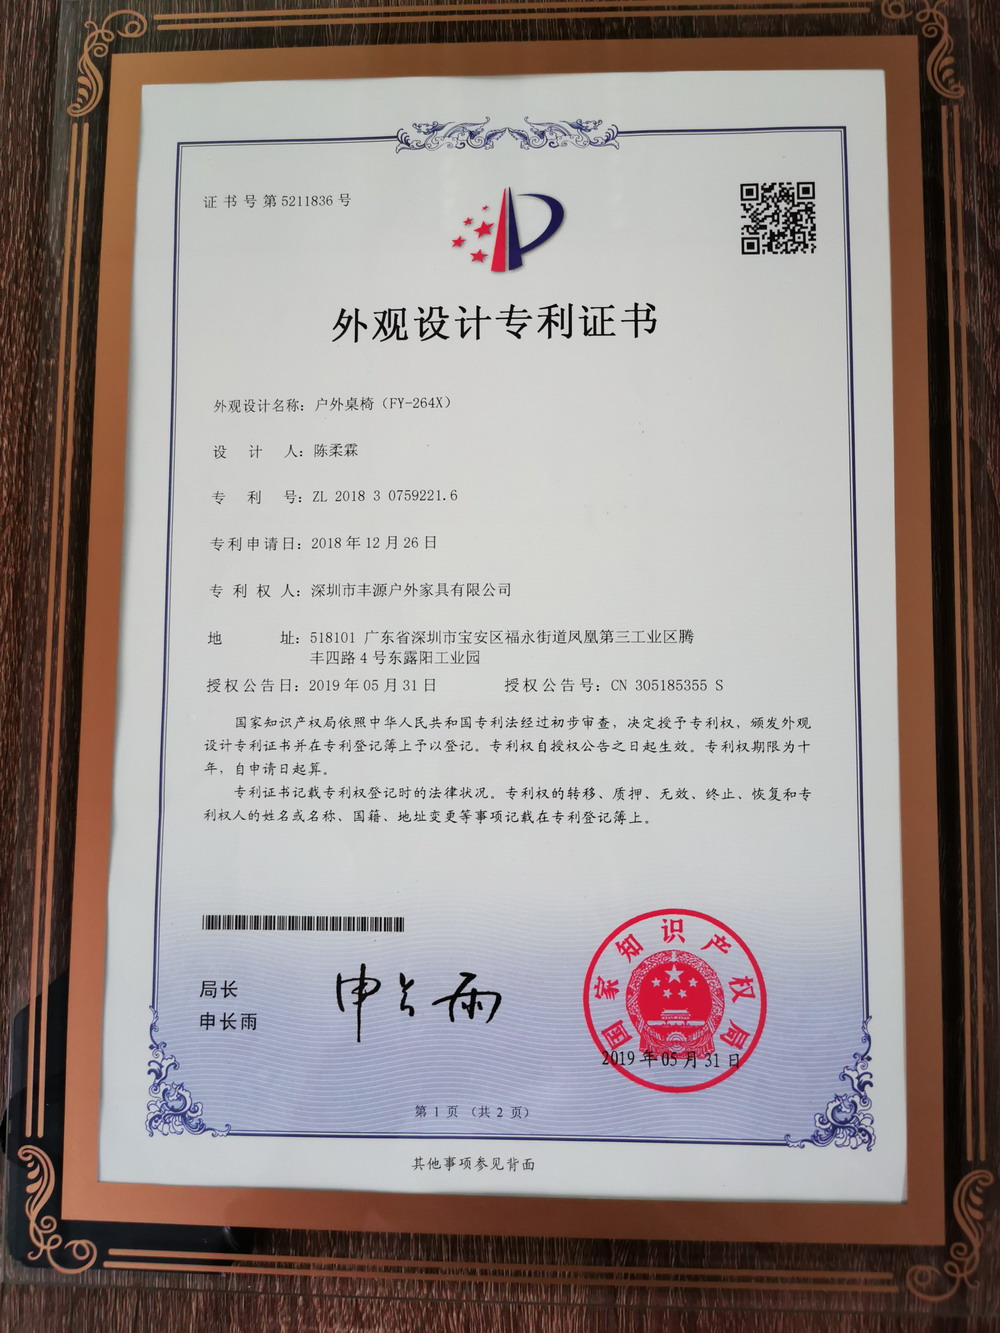 证书号第5211836号
外观设计专利证书
外观设计名称：户外桌椅（FY-264X）
设计人：陈柔霖
专利号：ZL 2018 3 0759221.6
专利申请日：2018年12月26日
专利权人：深圳市丰源户外家具有限公司
地址：518101 广东省深圳市宝安区福永街道凤凰第三工业区腾
丰四路4号东露阳工业园
授权公告日：2019年05月31日 授权公告号：CN 305185355 S
国家知识产权局依照中华人民共和国专利法经过初步审查，决定授予专利权，颁发外观
设计专利证书并在专利登记簿上予以登记。专利权自授权公告之日起生效。专利权期限为十
年，自申请日起算。
专利证书记载专利权登记时的法律状况。专利权的转移、质押、无效、终止、恢复和专
利权人的姓名或名称、国籍、地址变更等事项记载在专利登记簿上。
局长
申长雨
申长雨
国家知识产权局
2019年05月31日
第1页（共2页）
其他事项参见背面